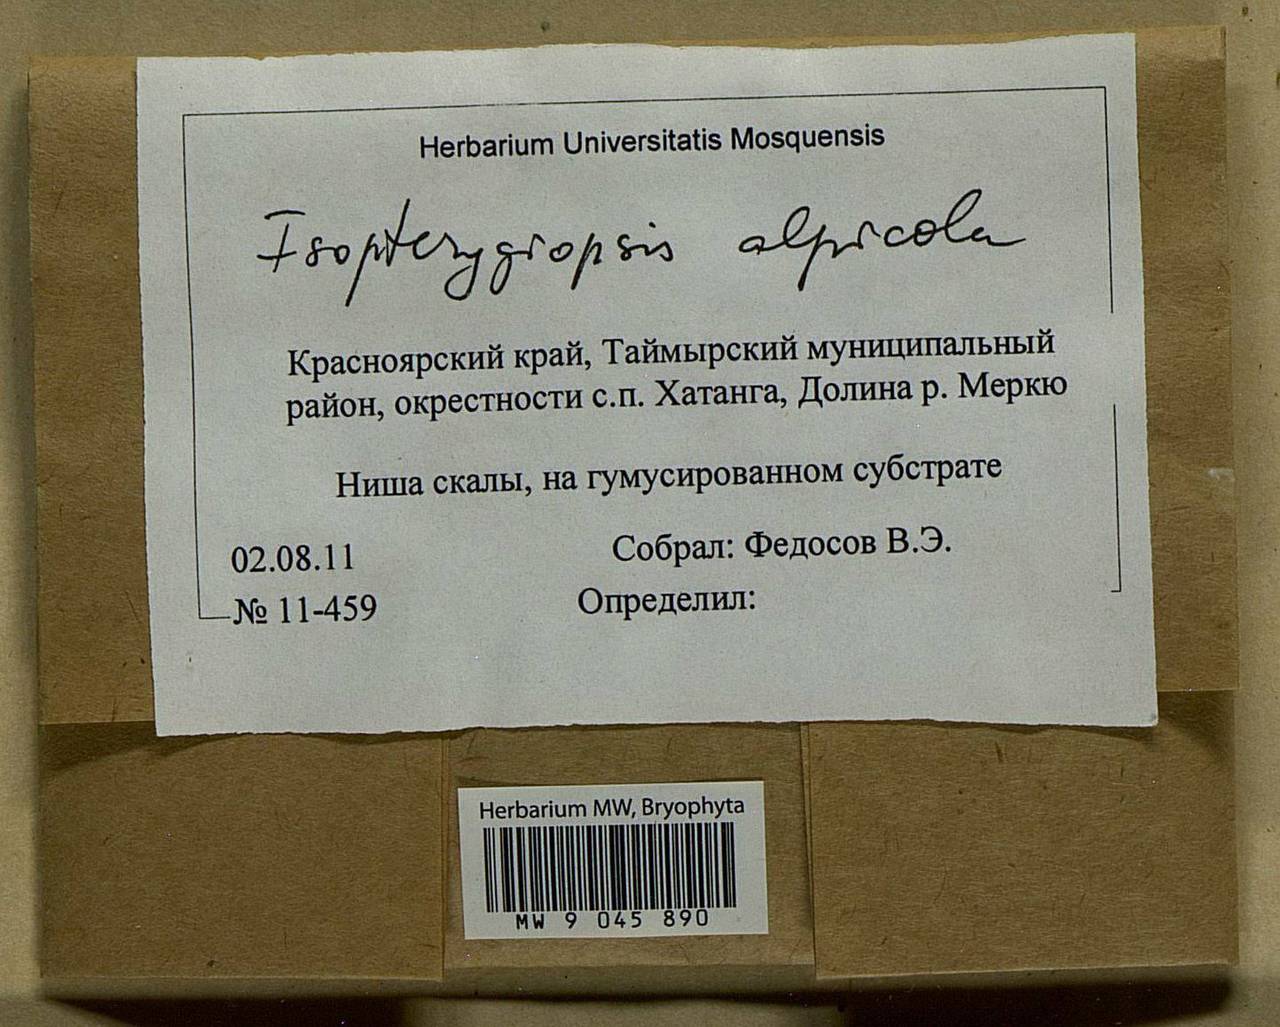 Herbarium Universitatis Mosquensis
Isopterygiopsis alpicola
Красноярский край, Таймырский муниципальный
район, окрестности с.п. Хатанга, Долина р. Меркю
Ниша скалы, на гумусированном субстрате
02.08.11 Собрал: Федосов В.Э.
№ 11-459 Определил:
Herbarium MW, Bryophyta
MW 9 045 890